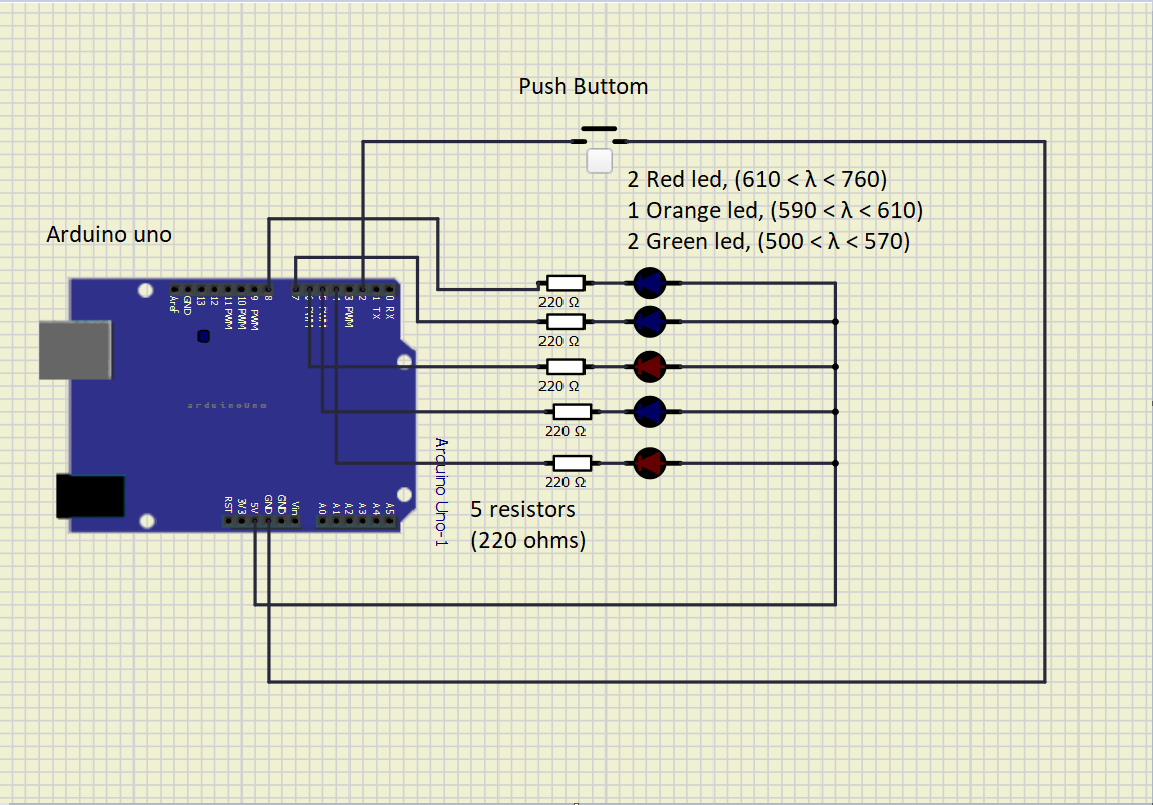 Push Buttom
2 Red led, (610 < λ < 760)
1 Orange led, (590 < λ < 610)
2 Green led, (500 < λ < 570)
Arduino uno
Aref
GND
13
12
11 PWM
10 PWM
9 PWM
8
7
PWM
3 PWM
2
1 TX
0 RX
arduinoUno
220 Ω
220 Ω
220 Ω
220 Ω
220 Ω
Arduino Uno-1
RST
3V3
5V
GND
GND
Vin
A0
A1
A2
A3
A4
A5
5 resistors
(220 ohms)